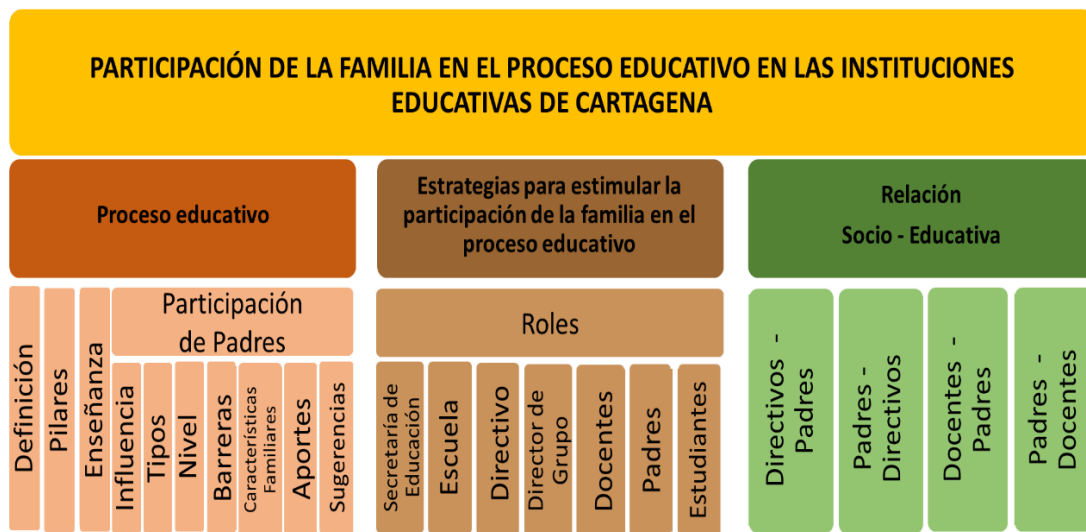 PARTICIPACIÓN DE LA FAMILIA EN EL PROCESO EDUCATIVO EN LAS INSTITUCIONES
EDUCATIVAS DE CARTAGENA
Proceso educativo
Estrategias para estimular la
participación de la familia en el
proceso educativo
Relación
Socio - Educativa
Definición
Pilares
Enseñanza
Participación
de Padres
Influencia
Tipos
Nivel
Barreras
Características
Familiares
Aportes
Sugerencias
Roles
Secretaría de
Educación
Escuela
Directivo
Director de
Grupo
Docentes
Padres
Estudiantes
Directivos -
Padres
Padres -
Directivos
Docentes -
Padres
Padres -
Docentes